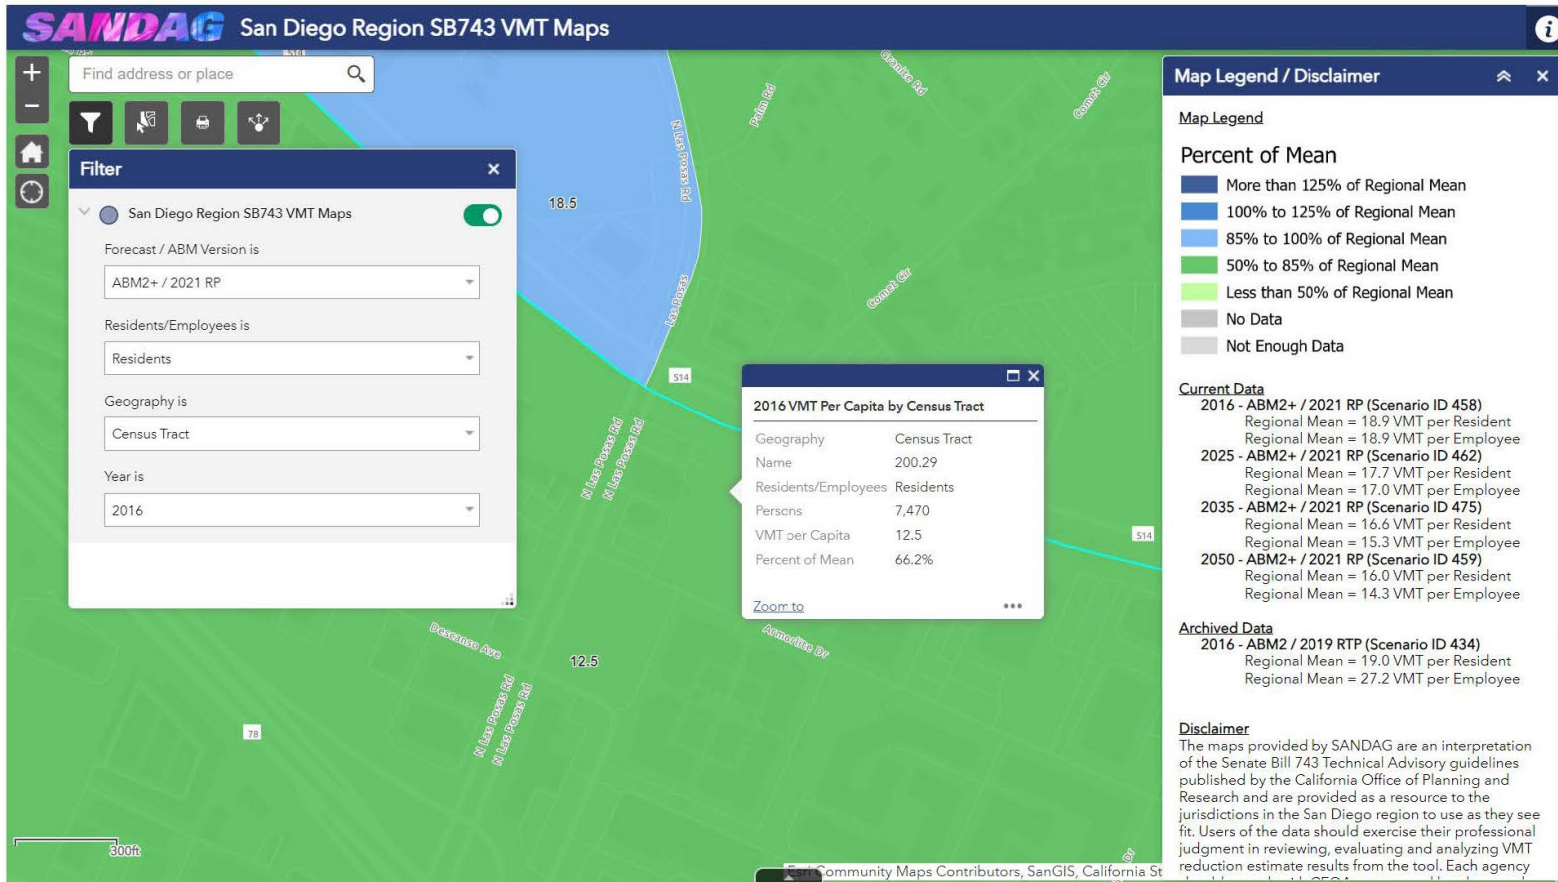 SANDAG San Diego Region SB743 VMT Maps
i
Find address or place
Filter
San Diego Region SB743 VMT Maps
Forecast / ABM Version is
ABM2+ / 2021 RP
Residents/Employees is
Residents
Geography is
Census Tract
Year is
2016
S14
18.5
N Las Posas Rd
Las Posas
Palm Rd
Granite Rd
Comet Cir
Comet Cir
S14
N Las Posas Rd
N Las Posas Rd
2016 VMT Per Capita by Census Tract
Geography Census Tract
Name 200.29
Residents/Employees Residents
Persons 7,470
VMT per Capita 12.5
Percent of Mean 66.2%
Zoom to
S14
Descanso Ave
12.5
Armorlite Dr
N Las Posas Rd
N Las Posas Rd
78
300ft
Dr
Esri Community Maps Contributors, SanGIS, California St
Map Legend / Disclaimer
Map Legend
Percent of Mean
More than 125% of Regional Mean
100% to 125% of Regional Mean
85% to 100% of Regional Mean
50% to 85% of Regional Mean
Less than 50% of Regional Mean
No Data
Not Enough Data
Current Data
2016 - ABM2+ / 2021 RP (Scenario ID 458)
Regional Mean = 18.9 VMT per Resident
Regional Mean = 18.9 VMT per Employee
2025 - ABM2+ / 2021 RP (Scenario ID 462)
Regional Mean = 17.7 VMT per Resident
Regional Mean = 17.0 VMT per Employee
2035 - ABM2+ / 2021 RP (Scenario ID 475)
Regional Mean = 16.6 VMT per Resident
Regional Mean = 15.3 VMT per Employee
2050 - ABM2+ / 2021 RP (Scenario ID 459)
Regional Mean = 16.0 VMT per Resident
Regional Mean = 14.3 VMT per Employee
Archived Data
2016 - ABM2 / 2019 RTP (Scenario ID 434)
Regional Mean = 19.0 VMT per Resident
Regional Mean = 27.2 VMT per Employee
Disclaimer
The maps provided by SANDAG are an interpretation
of the Senate Bill 743 Technical Advisory guidelines
published by the California Office of Planning and
Research and are provided as a resource to the
jurisdictions in the San Diego region to use as they see
fit. Users of the data should exercise their professional
judgment in reviewing, evaluating and analyzing VMT
reduction estimate results from the tool. Each agency